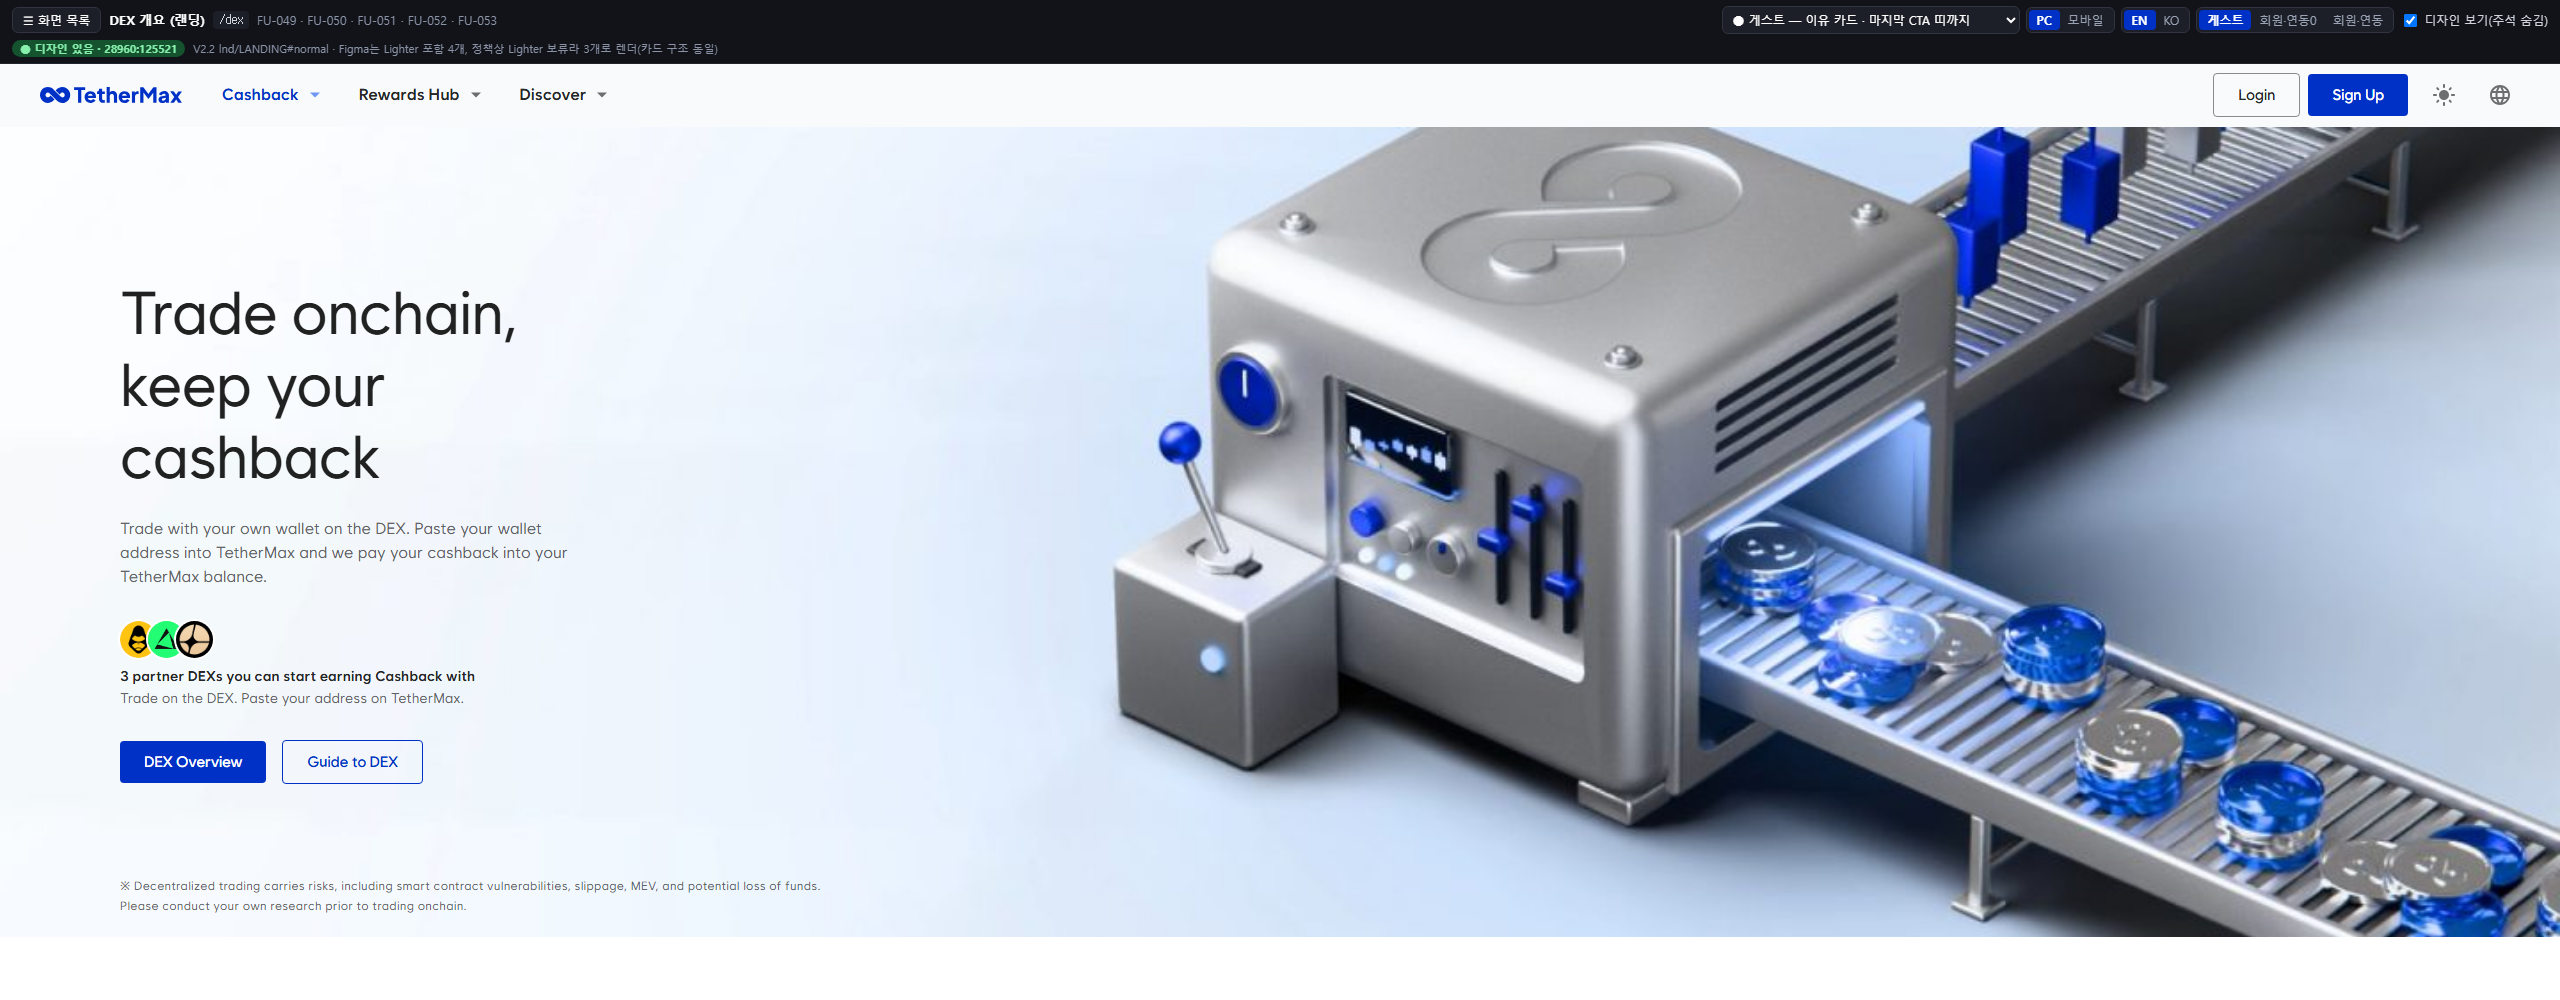 ☰ 화면 목록 DEX 개요 (랜딩) /dex FU-049 · FU-050 · FU-051 · FU-052 · FU-053
● 게스트 — 이유 카드 · 마지막 CTA 띠까지 PC 모바일 EN KO 게스트 회원·연동0 회원·연동 디자인 보기(주석 숨김)
● 디자인 있음 · 28960:125521 V2.2 lnd/LANDING#normal · Figma는 Lighter 포함 4개, 정책상 Lighter 보류라 3개로 렌더(카드 구조 동일)
TetherMax Cashback Rewards Hub Discover Login Sign Up
Trade onchain,
keep your
cashback
Trade with your own wallet on the DEX. Paste your wallet
address into TetherMax and we pay your cashback into your
TetherMax balance.
3 partner DEXs you can start earning Cashback with
Trade on the DEX. Paste your address on TetherMax.
DEX Overview Guide to DEX
※ Decentralized trading carries risks, including smart contract vulnerabilities, slippage, MEV, and potential loss of funds.
Please conduct your own research prior to trading onchain.